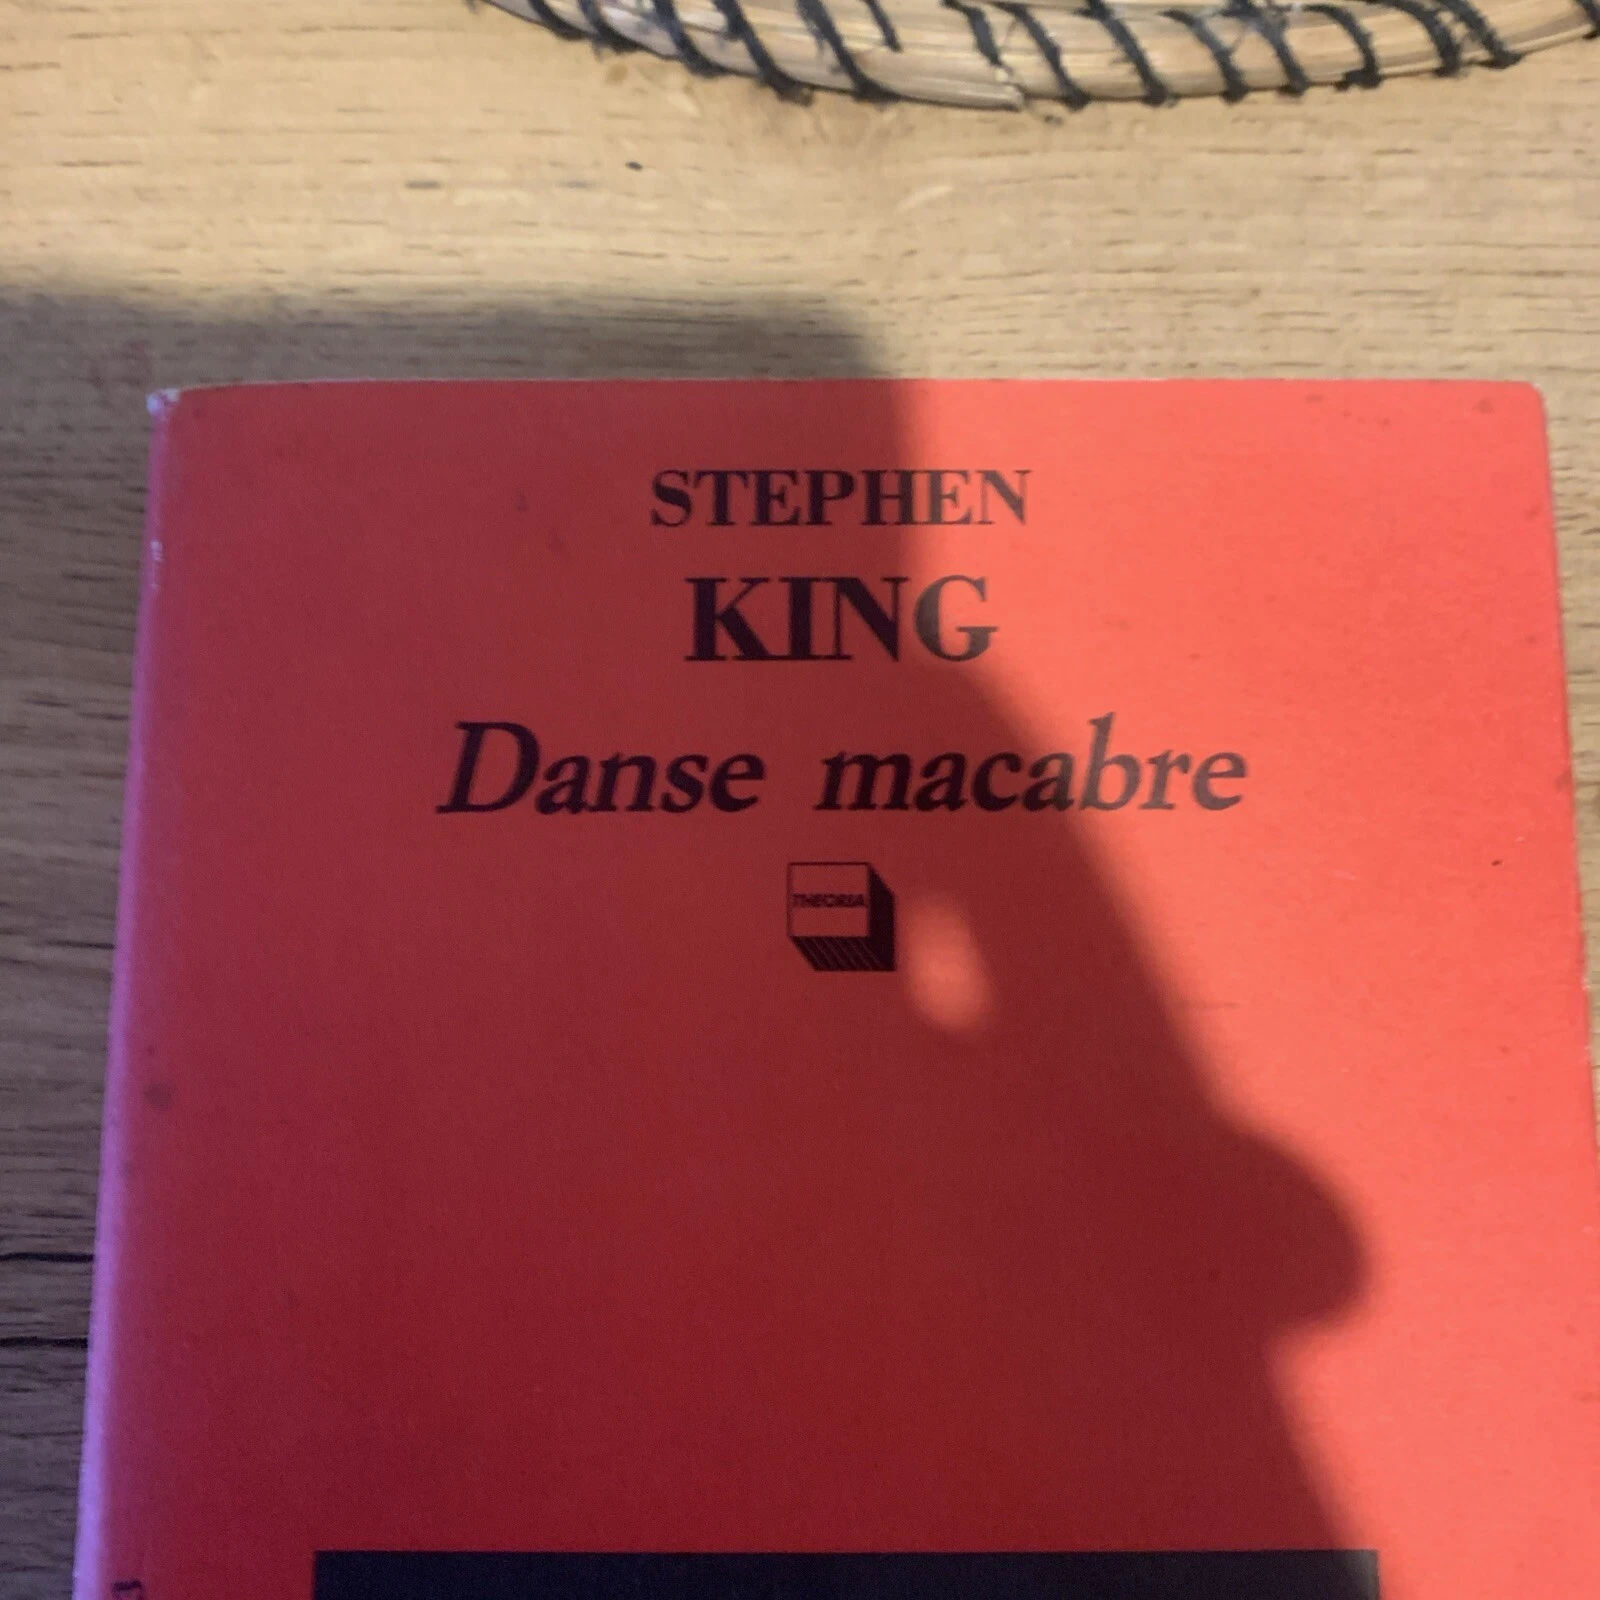 STEPHEN
KING
Danse macabre
THEORIA